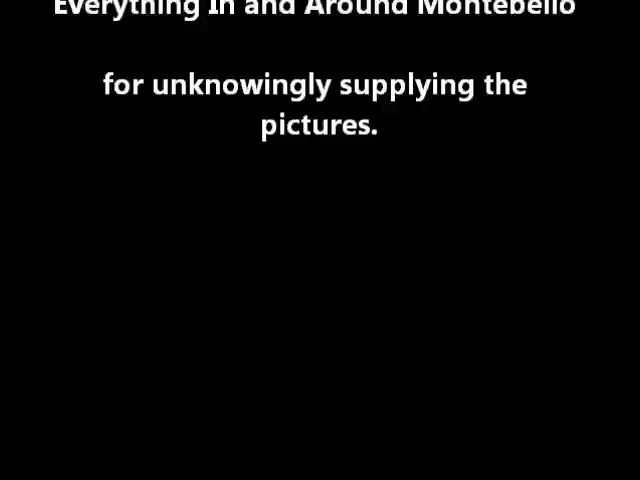 Everything In and Around Montebello
for unknowingly supplying the
pictures.